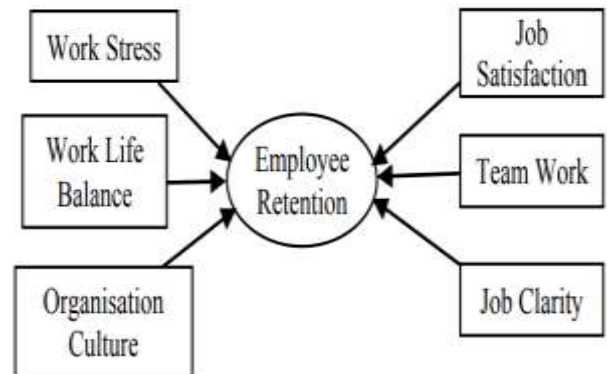 Work Stress
Work Life
Balance
Organisation
Culture
Employee
Retention
Job
Satisfaction
Team Work
Job Clarity